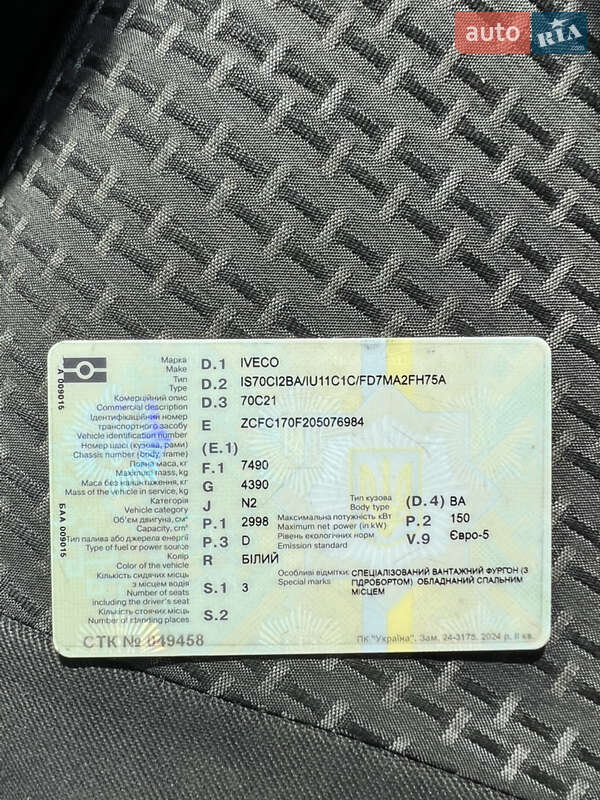 auto RIA
.com
А 009015
БАА 009015
Марка
Make
D.1 IVECO
Тип
Type
D.2 IS70CI2BA/IU11C1C/FD7MA2FH75A
Комерційний опис
Commercial description
D.3 70C21
Ідентифікаційний номер
транспортного засобу
Vehicle identification number
E ZCFC170F205076984
Номер шасі (кузова, рами)
Chassis number (body, frame)
(E.1)
Повна маса, кг
Maximum mass, kg
F.1 7490
Маса без навантаження, кг
Mass of the vehicle in service, kg
G 4390
Категорія
Vehicle category
J N2
Тип кузова
Body type
(D.4) BA
Об'єм двигуна, см³
Capacity, cm³
P.1 2998
Максимальна потужність кВт
Maximum net power (in kW)
P.2 150
Тип палива або джерела енергії
Type of fuel or power source
P.3 D
Рівень екологічних норм
Emission standard
V.9 Євро-5
Колір
Color of the vehicle
R БІЛИЙ
Кількість сидячих місць
з місцем водія
Number of seats
including the driver's seat
S.1 3
Особливі відмітки:
Special marks
СПЕЦІАЛІЗОВАНИЙ ВАНТАЖНИЙ ФУРГОН (З
ГІДРОБОРТОМ) ОБЛАДНАНИЙ СПАЛЬНИМ
МІСЦЕМ
Кількість стоячих місць
Number of standing places
S.2
СТК № 049458
ПК "Україна", Зам. 24-3175, 2024 р. II кв.